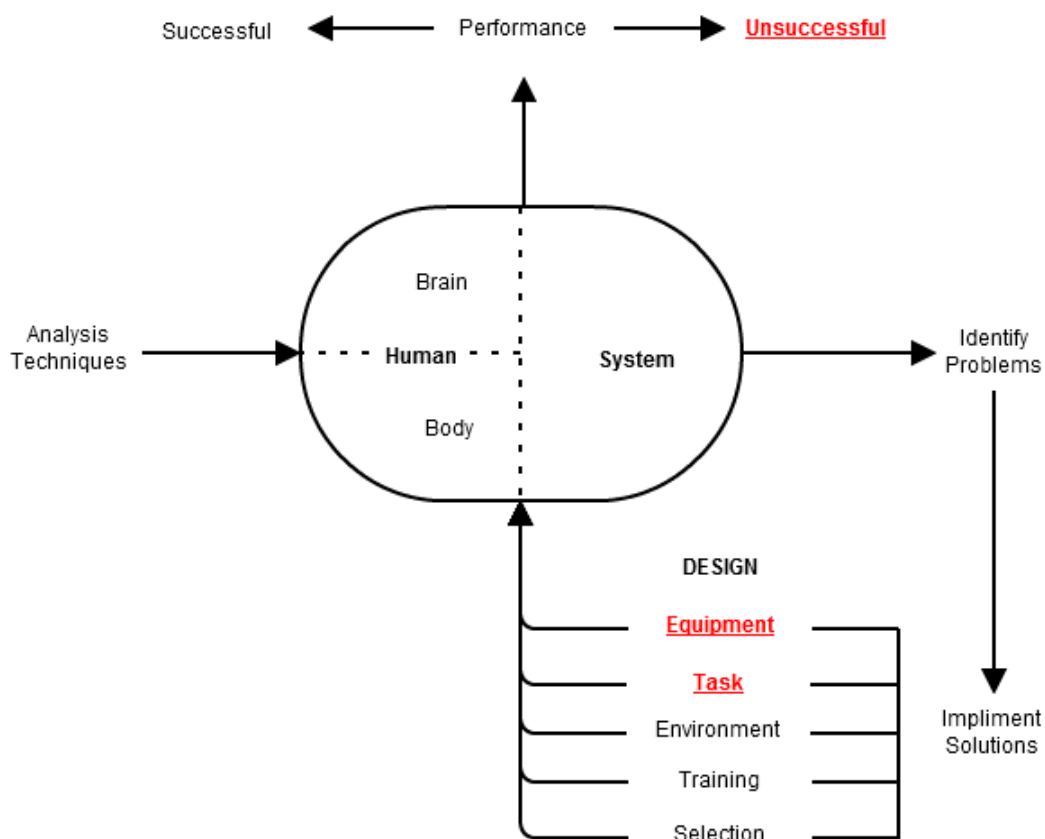 Successful
Performance
Unsuccessful
Brain
Analysis
Techniques
Human
System
Identify
Problems
Body
DESIGN
Equipment
Task
Environment
Impliment
Solutions
Training
Selection